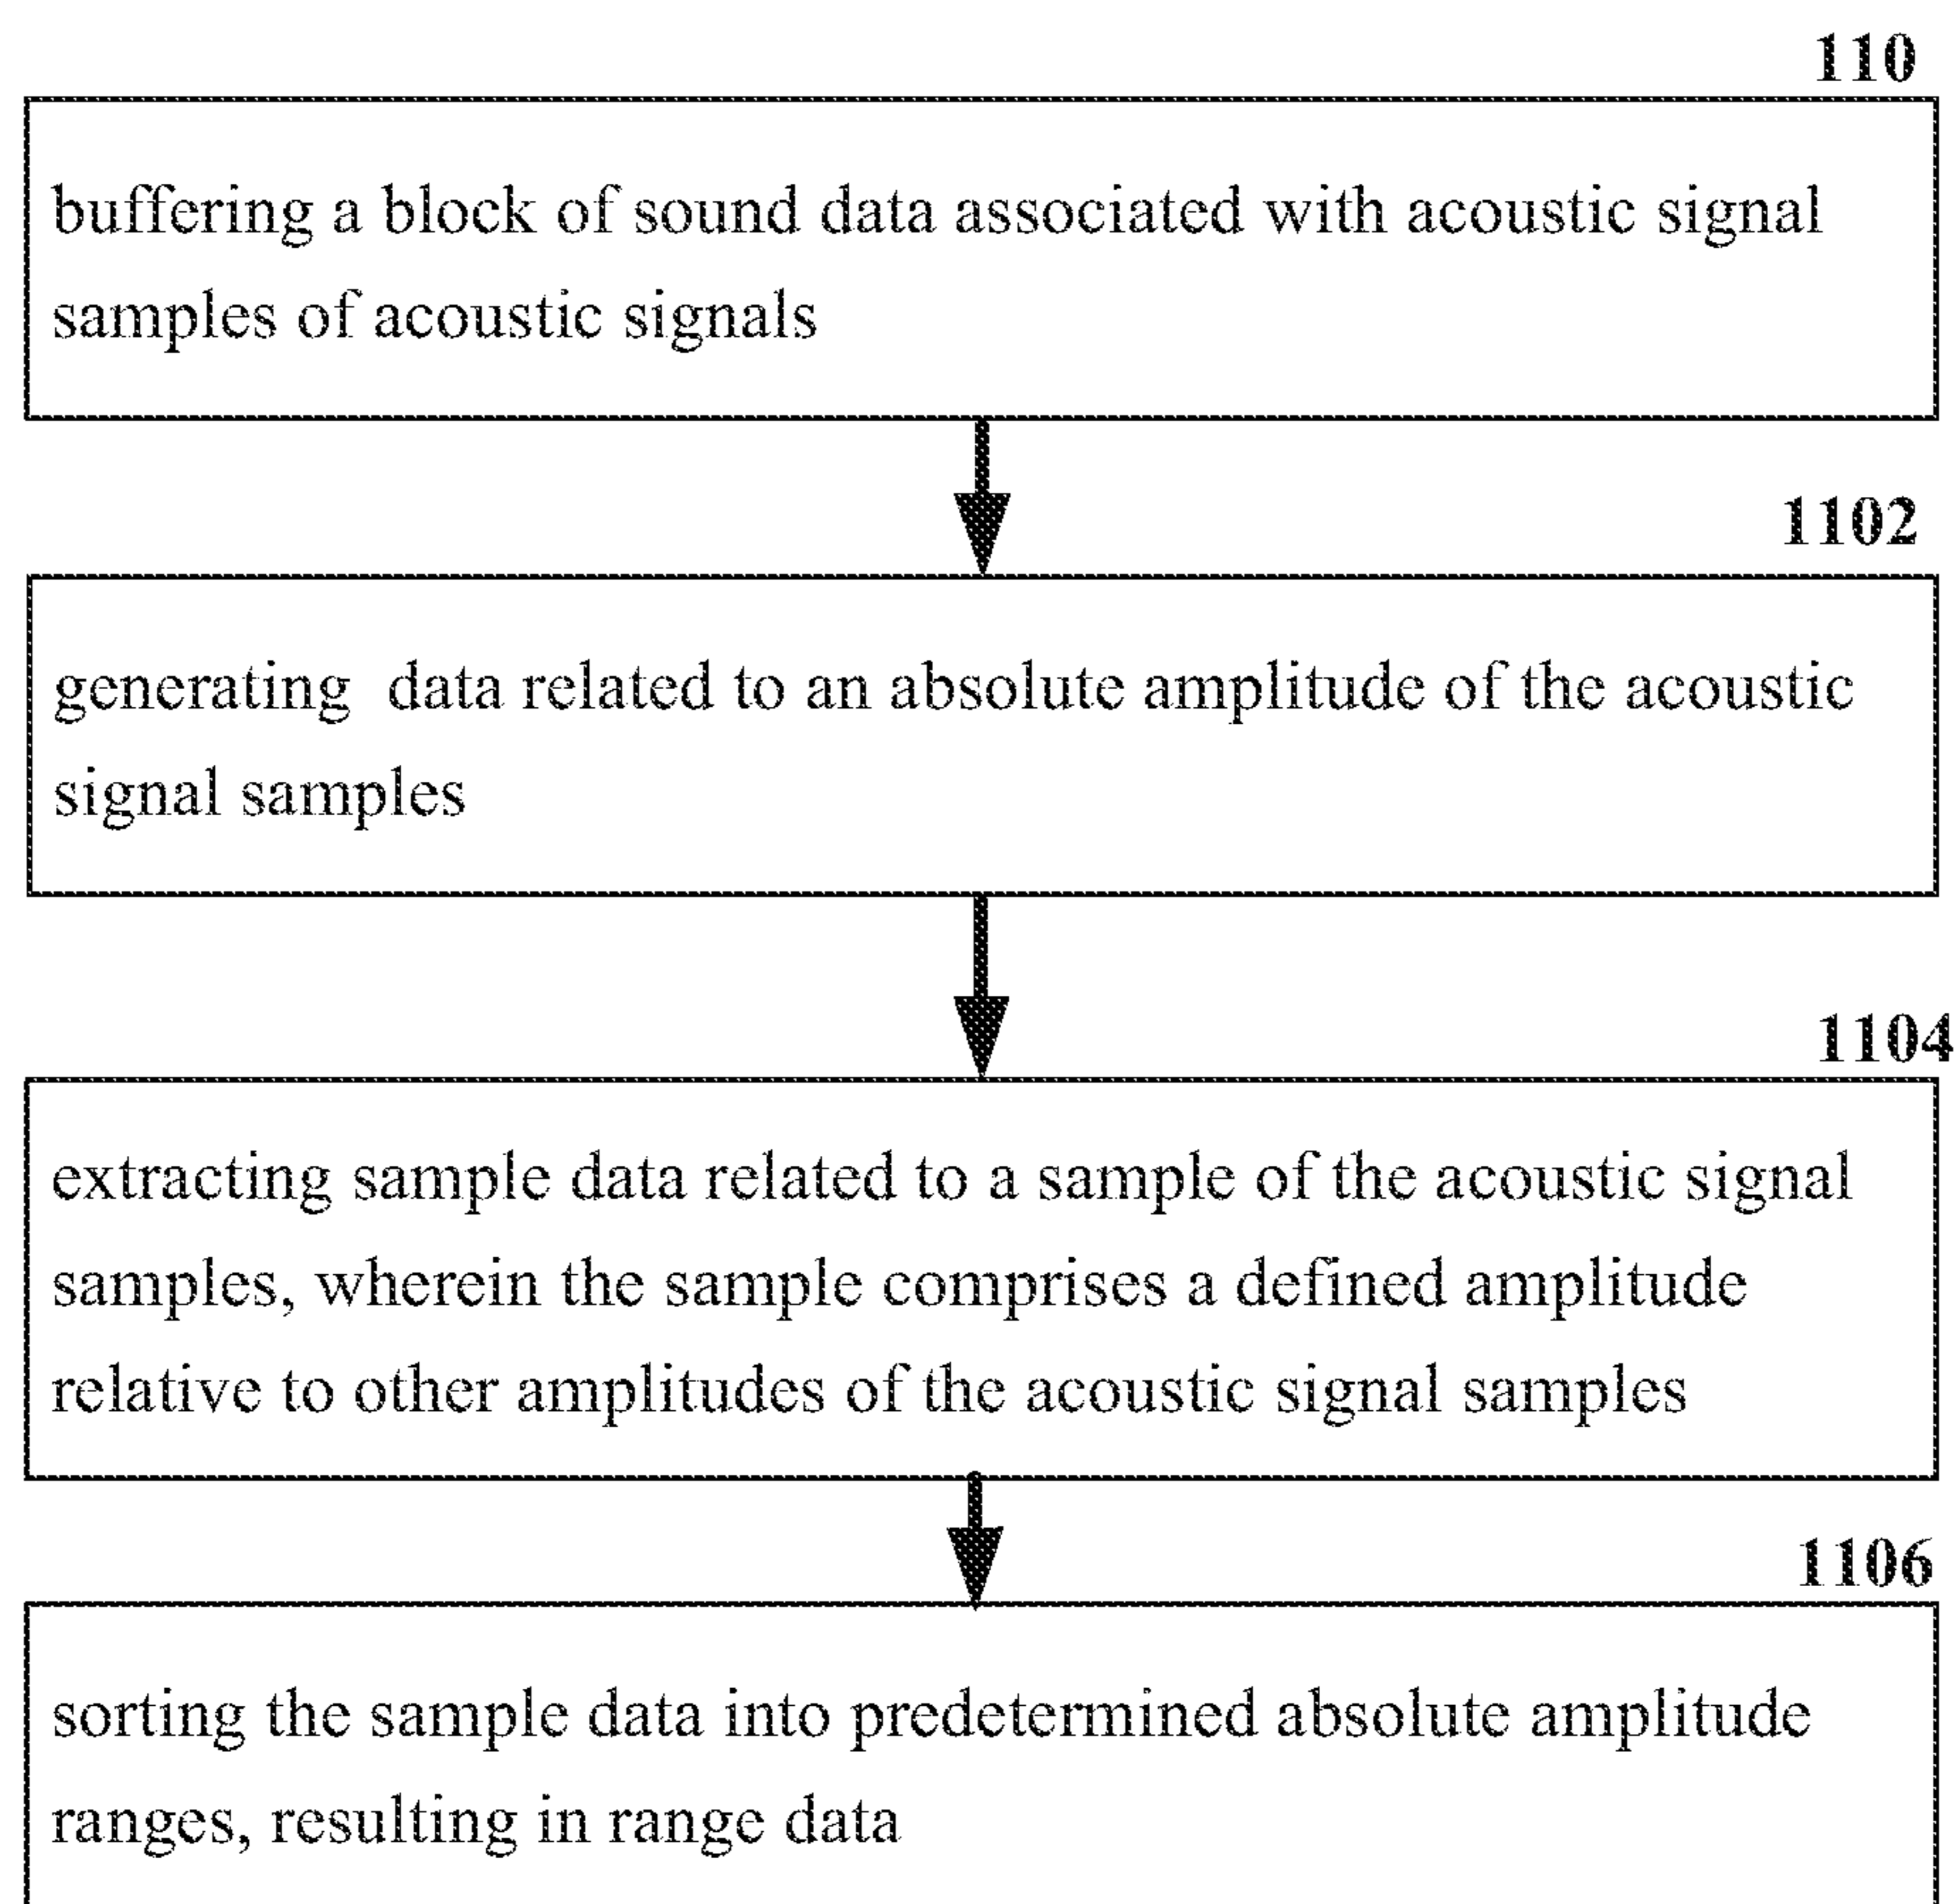 110
buffering a block of sound data associated with acoustic signal
samples of acoustic signals
1102
generating data related to an absolute amplitude of the acoustic
signal samples
1104
extracting sample data related to a sample of the acoustic signal
samples, wherein the sample comprises a defined amplitude
relative to other amplitudes of the acoustic signal samples
1106
sorting the sample data into predetermined absolute amplitude
ranges, resulting in range data